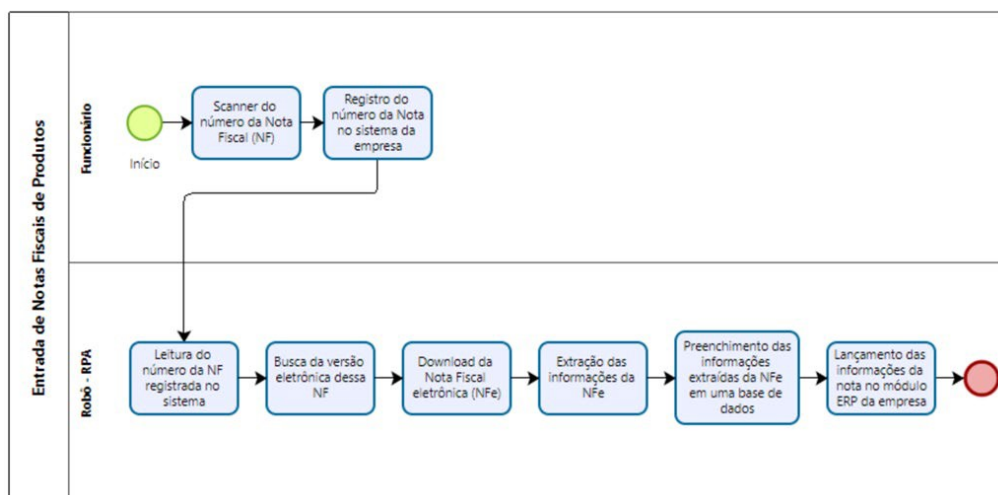 Entrada de Notas Fiscais de Produtos
Funcionário
Início
Scanner do
número da Nota
Fiscal (NF)
Registro do
número da Nota
no sistema da
empresa
Robô - RPA
Leitura do
número da NF
registrada no
sistema
Busca da versão
eletrônica dessa
NF
Download da
Nota Fiscal
eletrônica (NFe)
Extração das
informações da
NFe
Preenchimento das
informações
extraídas da NFe
em uma base de
dados
Lançamento das
informações da
nota no módulo
ERP da empresa